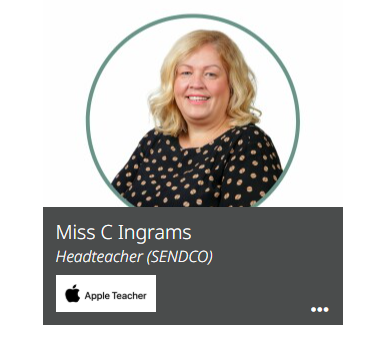 Miss C Ingrams
Headteacher (SENDCO)
Apple Teacher